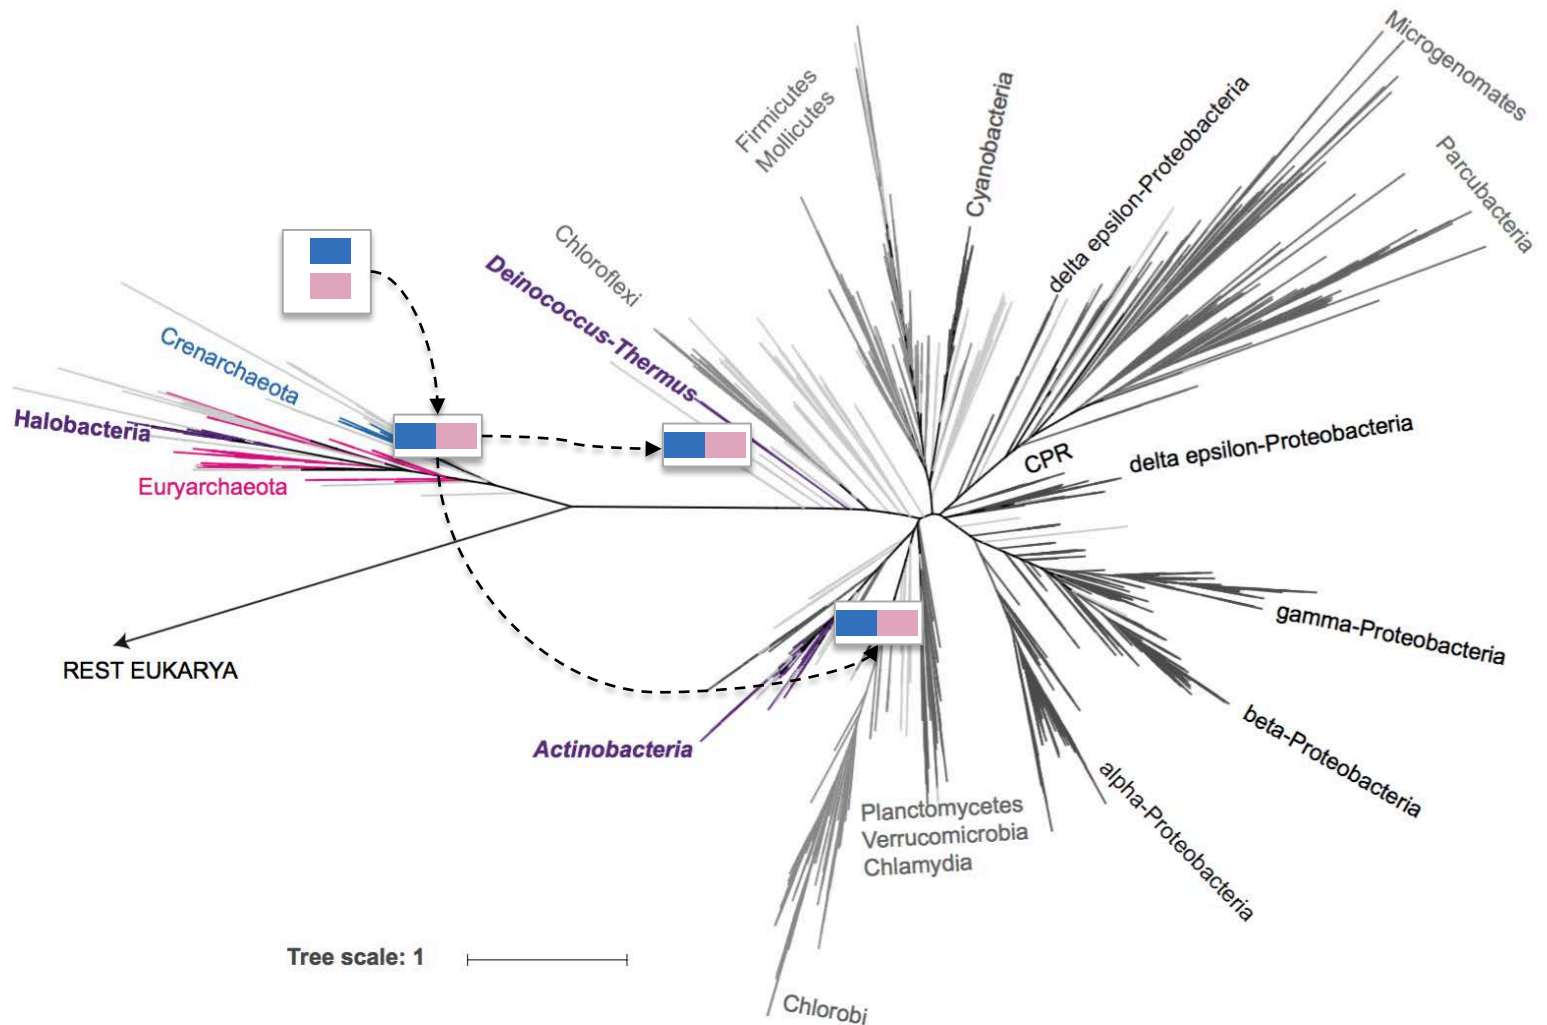 Microgenomates
Firmicutes
Mollicutes
Cyanobacteria
delta epsilon-Proteobacteria
Parcubacteria
Chloroflexi
Deinococcus-Thermus
Crenarchaeota
Halobacteria
Euryarchaeota
CPR
delta epsilon-Proteobacteria
REST EUKARYA
gamma-Proteobacteria
Actinobacteria
beta-Proteobacteria
alpha-Proteobacteria
Planctomycetes
Verrucomicrobia
Chlamydia
Tree scale: 1
Chlorobi